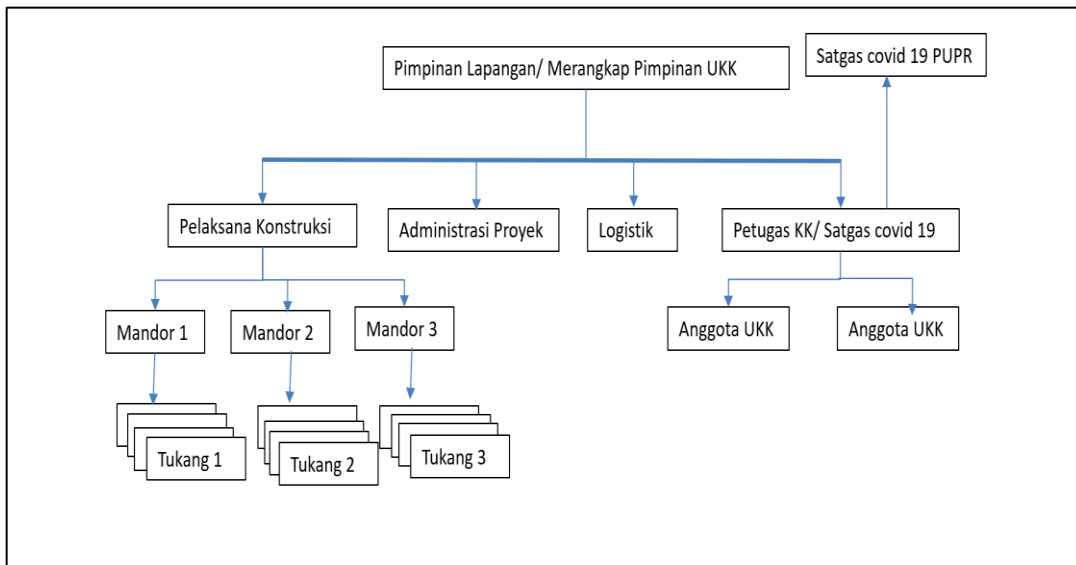 Pimpinan Lapangan/ Merangkap Pimpinan UKK
Satgas covid 19 PUPR
Pelaksana Konstruksi
Administrasi Proyek
Logistik
Petugas KK/ Satgas covid 19
Mandor 1
Mandor 2
Mandor 3
Anggota UKK
Anggota UKK
Tukang 1
Tukang 2
Tukang 3